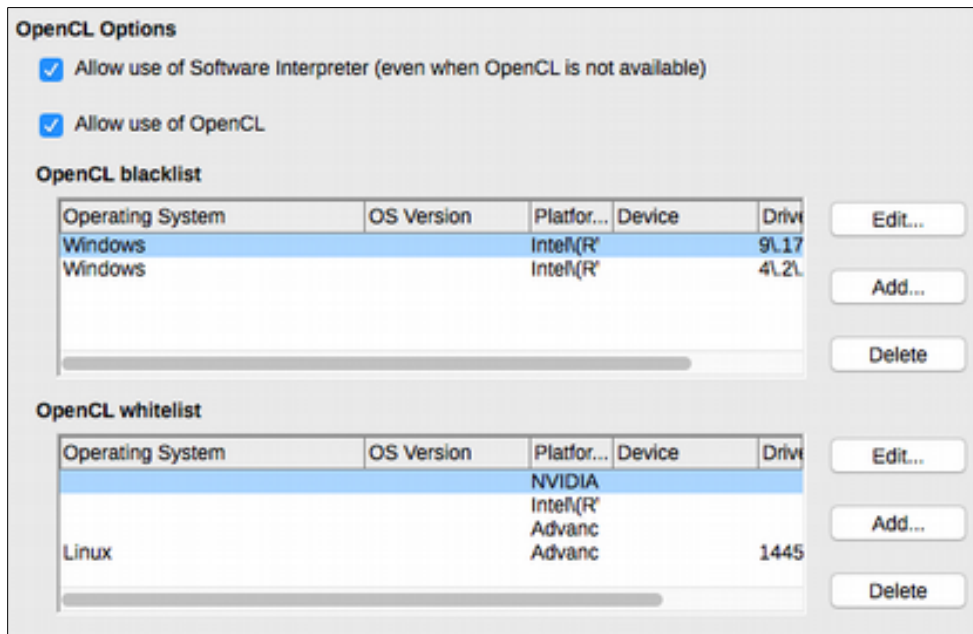 OpenCL Options
Allow use of Software Interpreter (even when OpenCL is not available)
Allow use of OpenCL
OpenCL blacklist
Operating System OS Version Platfor... Device Drive
Windows Intel\(R' 9\.17
Edit...
Windows Intel\(R' 4\.2\.
Add...
Delete
OpenCL whitelist
Operating System OS Version Platfor... Device Drive
Edit...
NVIDIA
Intel\(R'
Advanc
Add...
Linux Advanc 1445
Delete